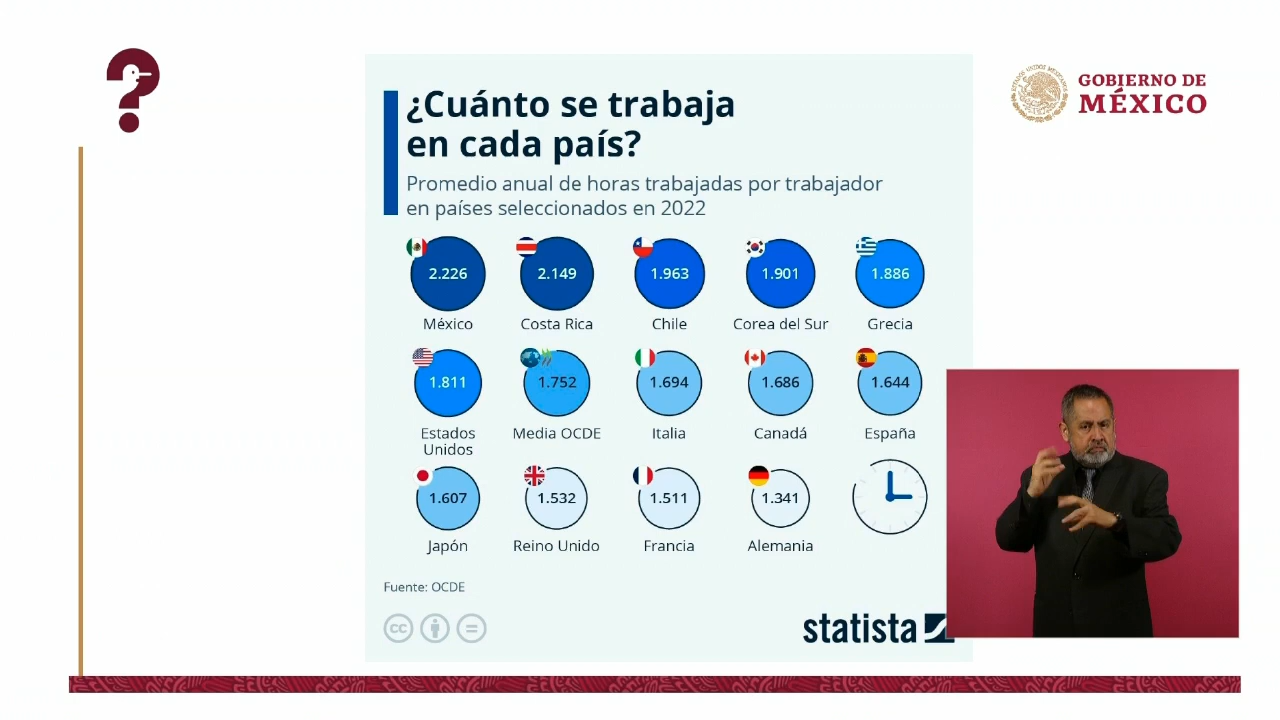 ¿Cuánto se trabaja
en cada país?
Promedio anual de horas trabajadas por trabajador
en países seleccionados en 2022
2.226
2.149
1.963
1.901
1.886
México
Costa Rica
Chile
Corea del Sur
Grecia
1.811
1.752
1.694
1.686
1.644
Estados
Unidos
Media OCDE
Italia
Canadá
España
1.607
1.532
1.511
1.341
Japón
Reino Unido
Francia
Alemania
Fuente: OCDE
cc
statista
GOBIERNO DE
MÉXICO